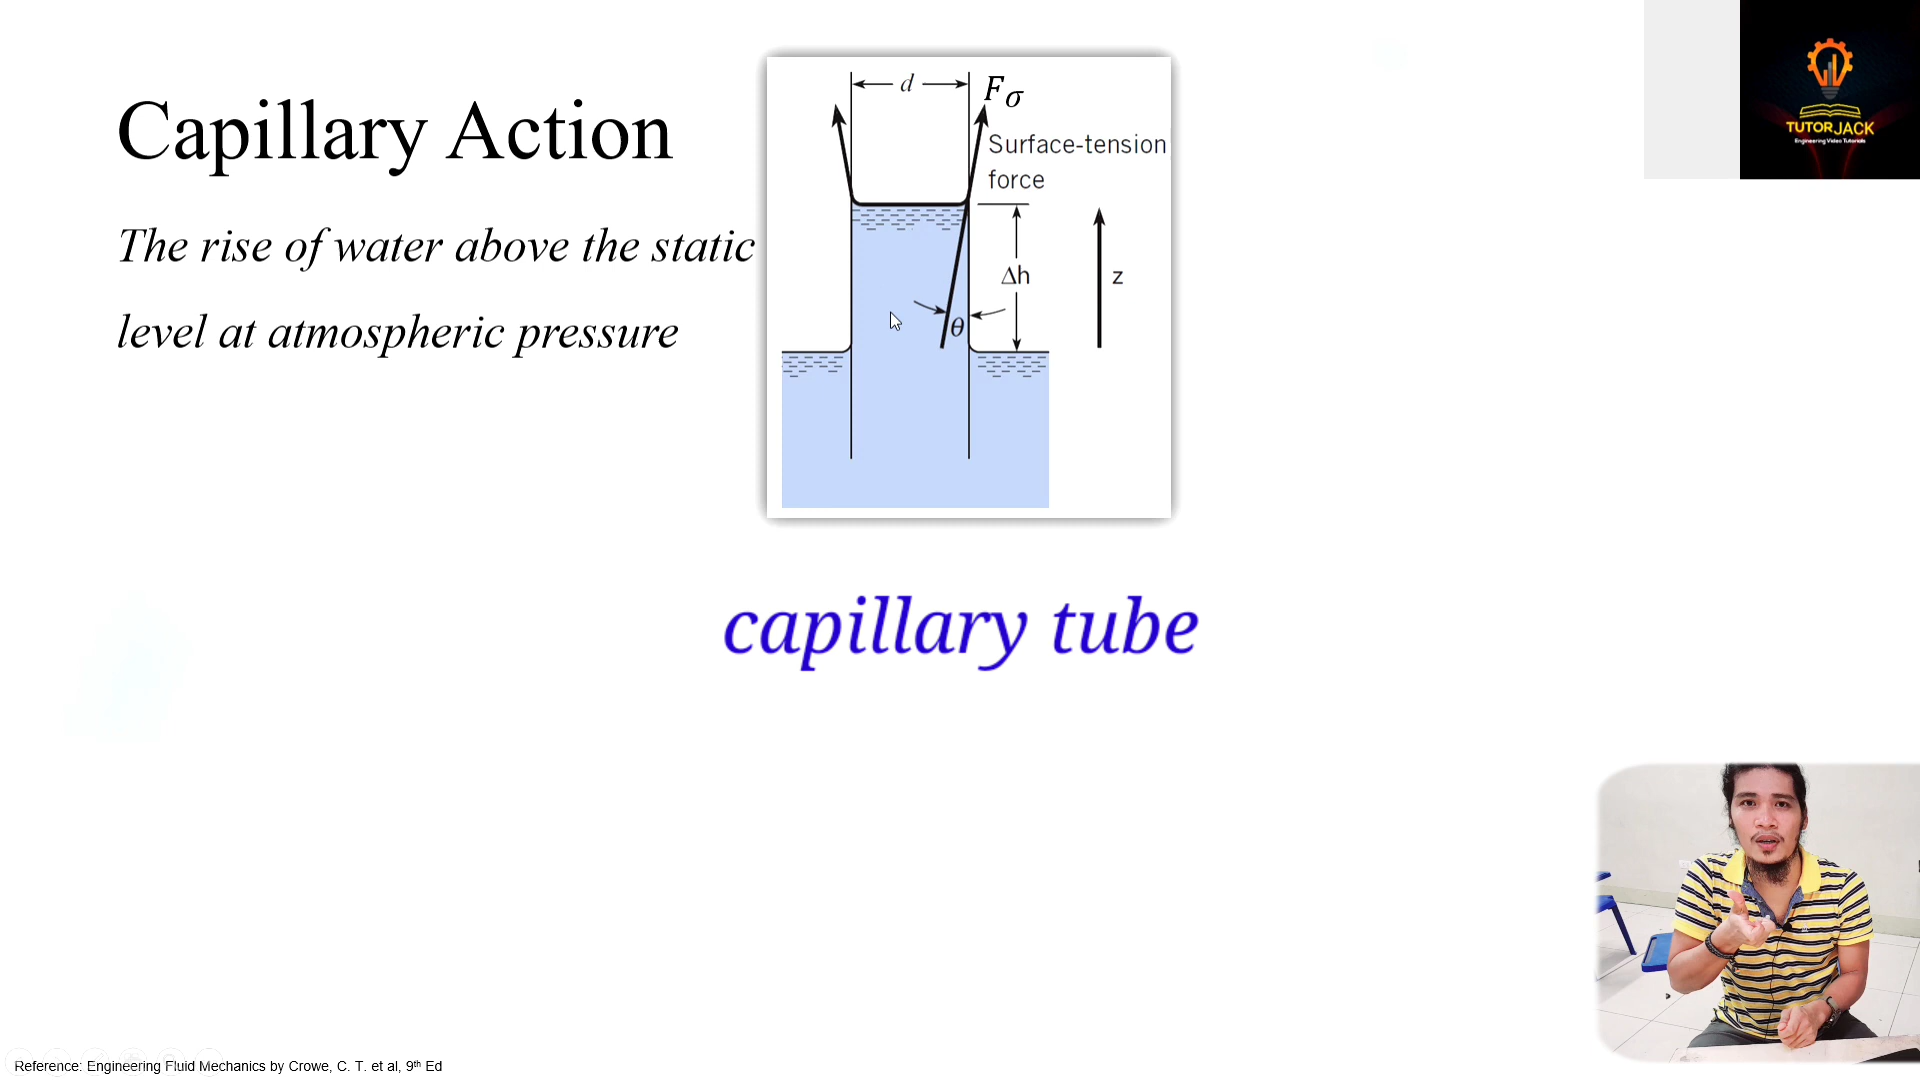 Capillary Action
The rise of water above the static
level at atmospheric pressure
d
Fσ
Surface-tension
force
Δh
z
θ
capillary tube
TUTORJACK
Engineering Video Tutorials
Reference: Engineering Fluid Mechanics by Crowe, C. T. et al, 9th Ed